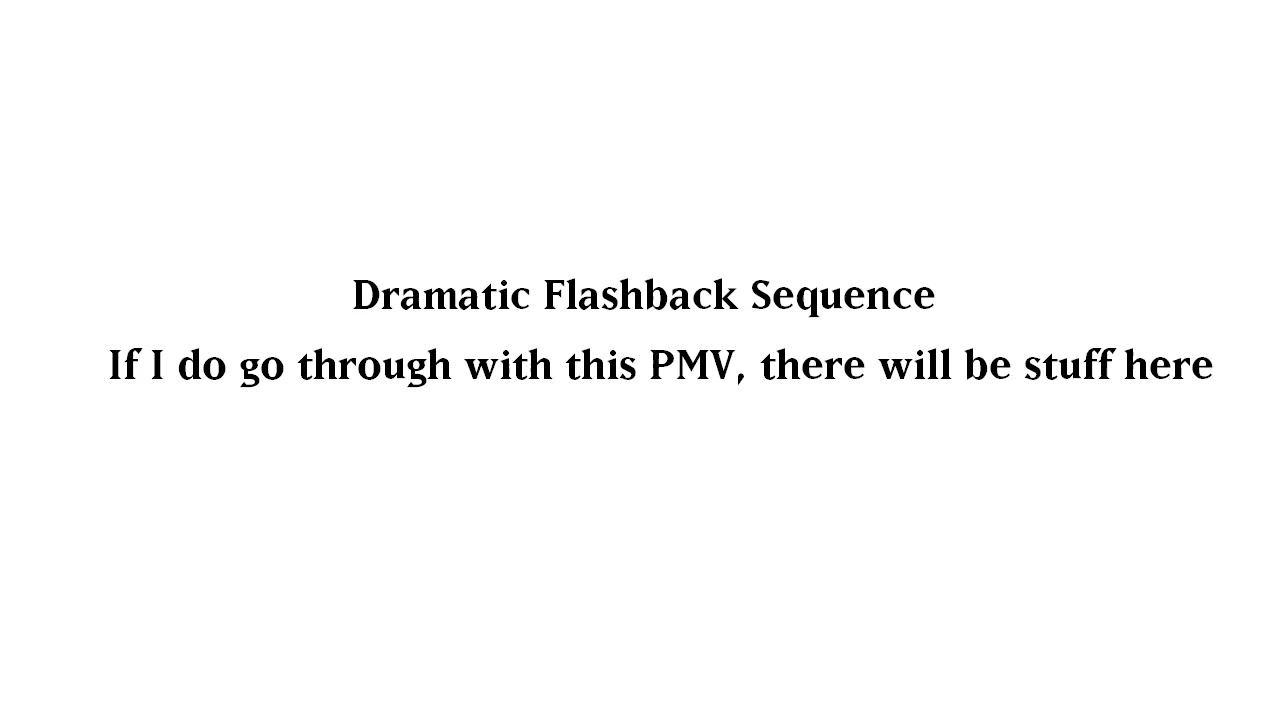 Dramatic Flashback Sequence
If I do go through with this PMV, there will be stuff here